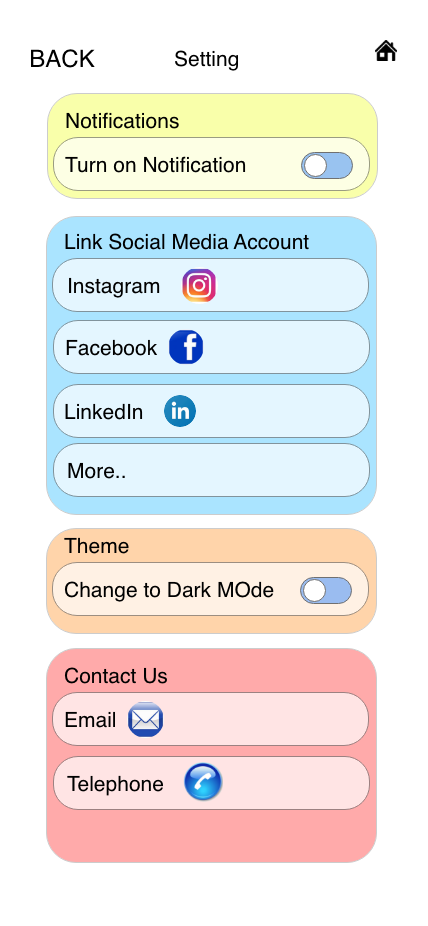 BACK
Setting
Notifications
Turn on Notification
Link Social Media Account
Instagram
Facebook
LinkedIn
More..
Theme
Change to Dark MOde
Contact Us
Email
Telephone